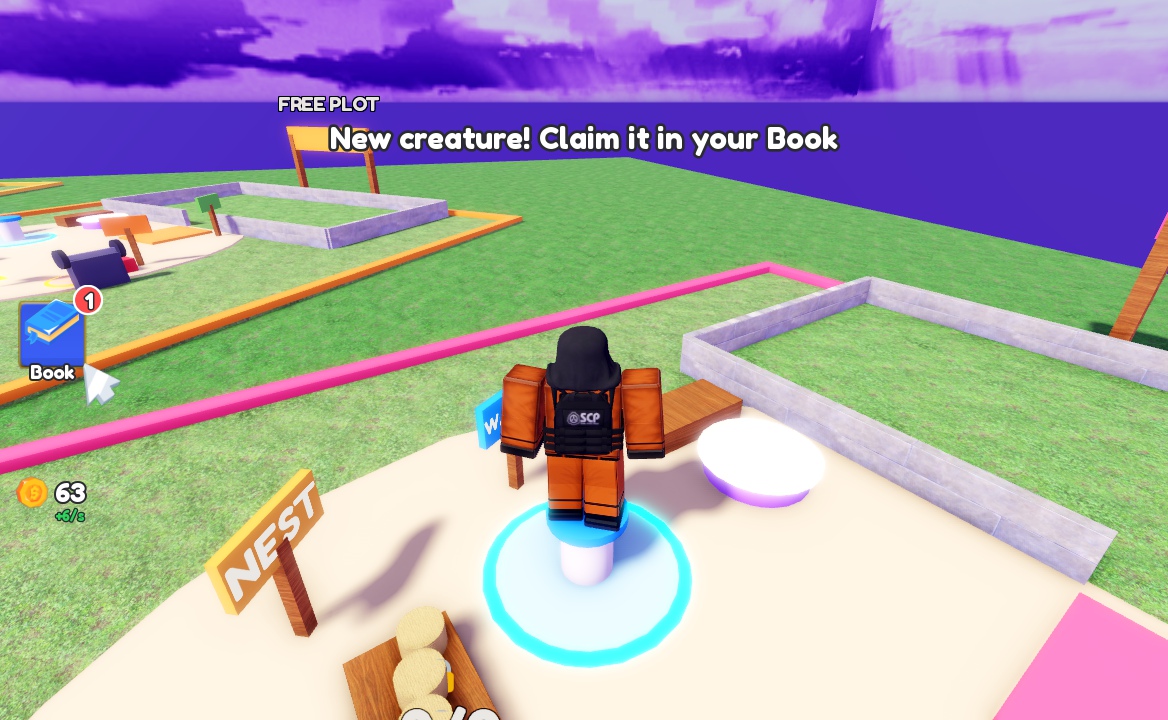 FREE PLOT
New creature! Claim it in your Book
1
Book
SCP
63
+6/s
NEST